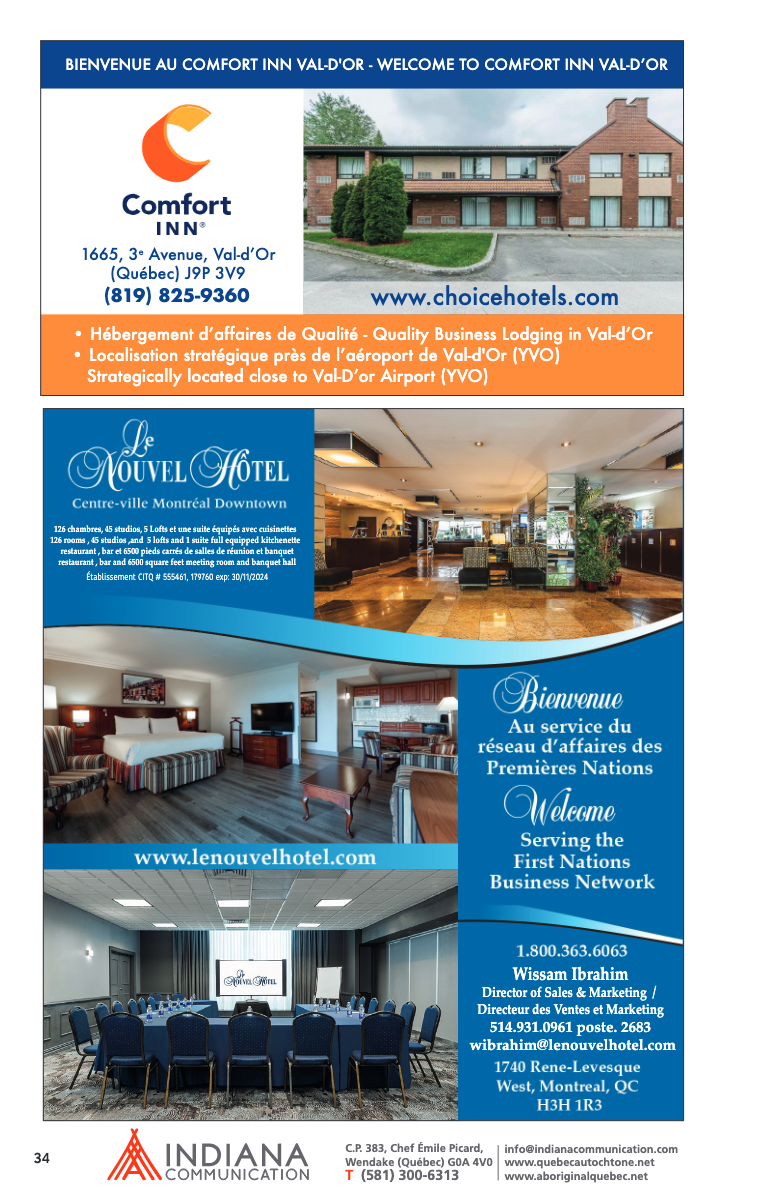 BIENVENUE AU COMFORT INN VAL-D'OR - WELCOME TO COMFORT INN VAL-D'OR
Comfort
INN®
1665, 3e Avenue, Val-d'Or
(Québec) J9P 3V9
(819) 825-9360
www.choicehotels.com
• Hébergement d'affaires de Qualité - Quality Business Lodging in Val-d'Or
• Localisation stratégique près de l'aéroport de Val-d'Or (YVO)
Strategically located close to Val-D'or Airport (YVO)
Le
Nouvel Hôtel
Centre-ville Montréal Downtown
126 chambres, 45 studios, 5 Lofts et une suite équipés avec cuisinettes
126 rooms , 45 studios ,and 5 lofts and 1 suite full equipped kitchenette
restaurant , bar et 6500 pieds carrés de salles de réunion et banquet
restaurant , bar and 6500 square feet meeting room and banquet hall
Établissement CITQ # 555461, 179760 exp: 30/11/2024
Bienvenue
Au service du
réseau d'affaires des
Premières Nations
Welcome
Serving the
First Nations
Business Network
www.lenouvelhotel.com
Le
Nouvel Hôtel
1.800.363.6063
Wissam Ibrahim
Director of Sales & Marketing /
Directeur des Ventes et Marketing
514.931.0961 poste. 2683
wibrahim@lenouvelhotel.com
1740 Rene-Levesque
West, Montreal, QC
H3H 1R3
34
INDIANA
COMMUNICATION
C.P. 383, Chef Émile Picard,
Wendake (Québec) G0A 4V0
T (581) 300-6313
info@indianacommunication.com
www.quebecautochtone.net
www.aboriginalquebec.net